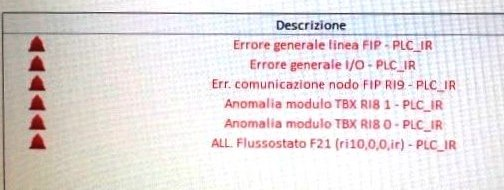 Descrizione
Errore generale linea FIP - PLC_IR
Errore generale I/O - PLC_IR
Err. comunicazione nodo FIP RI9 - PLC_IR
Anomalia modulo TBX RI8 1 - PLC_IR
Anomalia modulo TBX RI8 0 - PLC_IR
ALL. Flussostato F21 (ri10,0,0,ir) - PLC_IR